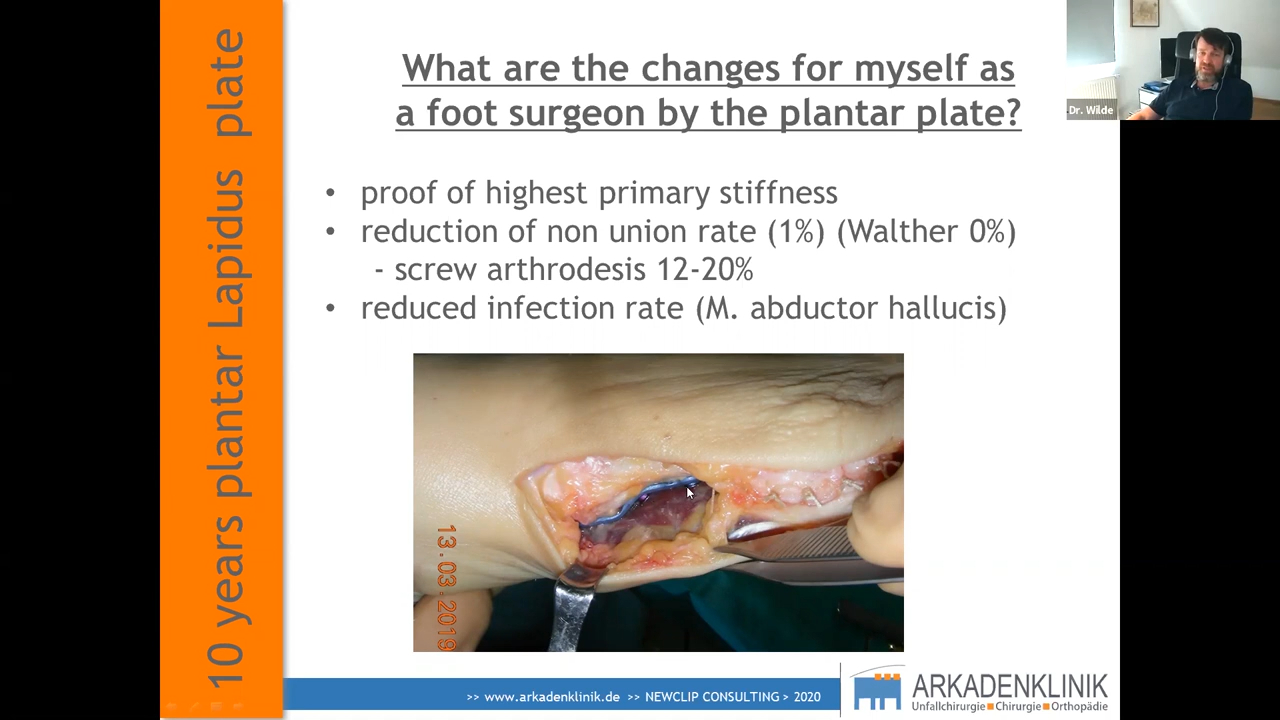 10 years plantar Lapidus plate
What are the changes for myself as
a foot surgeon by the plantar plate?
• proof of highest primary stiffness
• reduction of non union rate (1%) (Walther 0%)
- screw arthrodesis 12-20%
• reduced infection rate (M. abductor hallucis)
13.03.2019
>> www.arkadenklinik.de >> NEWCLIP CONSULTING > 2020
ARKADENKLINIK
Unfallchirurgie ■ Chirurgie ■ Orthopädie
Dr. Wilde